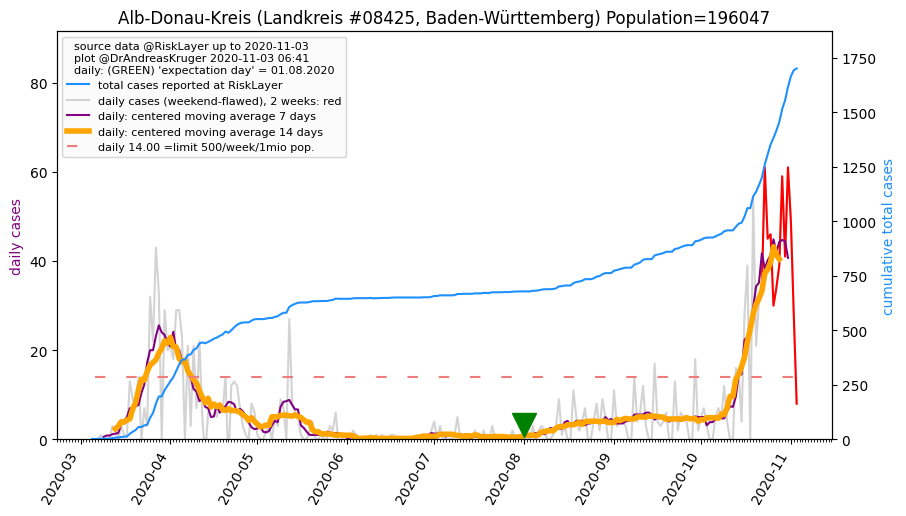 Alb-Donau-Kreis (Landkreis #08425, Baden-Württemberg) Population=196047
source data @RiskLayer up to 2020-11-03
plot @DrAndreasKruger 2020-11-03 06:41
daily: (GREEN) 'expectation day' = 01.08.2020
total cases reported at RiskLayer
daily cases (weekend-flawed), 2 weeks: red
daily: centered moving average 7 days
daily: centered moving average 14 days
daily 14.00 =limit 500/week/1mio pop.
daily cases
80
60
40
20
0
cumulative total cases
1750
1500
1250
1000
750
500
250
0
2020-03
2020-04
2020-05
2020-06
2020-07
2020-08
2020-09
2020-10
2020-11